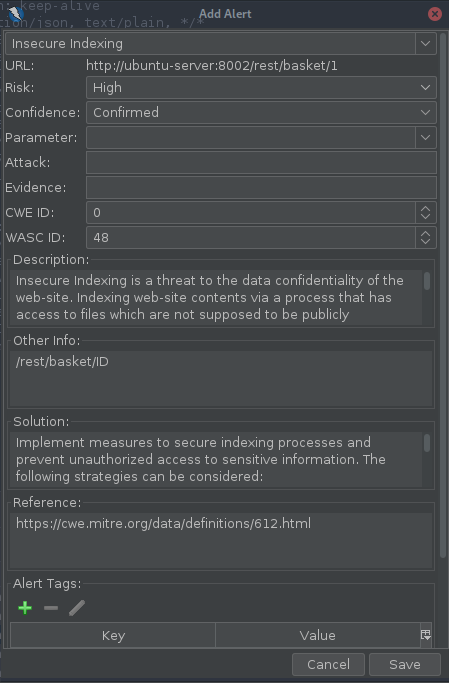 : keep-alive
tion/json, text/plain, */*
Add Alert
Insecure Indexing
URL: http://ubuntu-server:8002/rest/basket/1
Risk: High
Confidence: Confirmed
Parameter:
Attack:
Evidence:
CWE ID: 0
WASC ID: 48
Description:
Insecure Indexing is a threat to the data confidentiality of the
web-site. Indexing web-site contents via a process that has
access to files which are not supposed to be publicly
Other Info:
/rest/basket/ID
Solution:
Implement measures to secure indexing processes and
prevent unauthorized access to sensitive information. The
following strategies can be considered:
Reference:
https://cwe.mitre.org/data/definitions/612.html
Alert Tags:
Key Value
Cancel Save